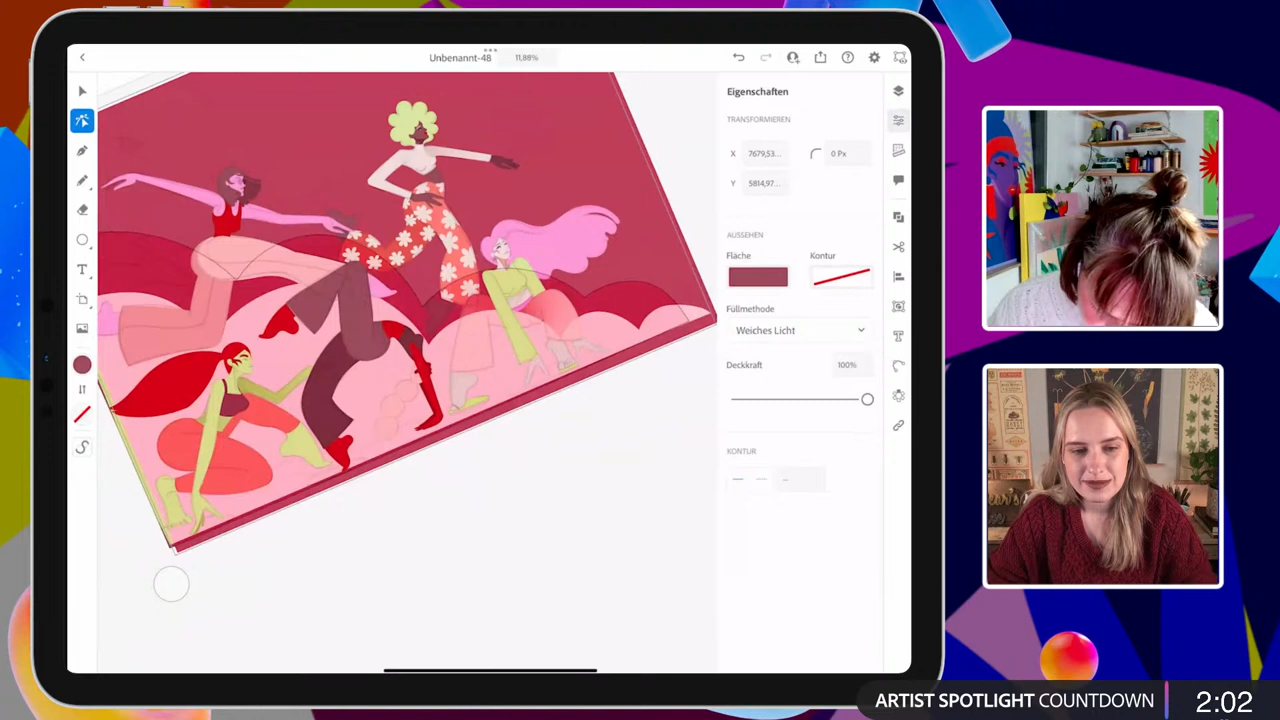 Unbenannt-48
11,88%
Eigenschaften
TRANSFORMIEREN
X 7679,53... 0 Px
Y 5814,97...
AUSSEHEN
Fläche Kontur
Füllmethode
Weiches Licht
Deckkraft 100%
KONTUR
ARTIST SPOTLIGHT COUNTDOWN 2:02